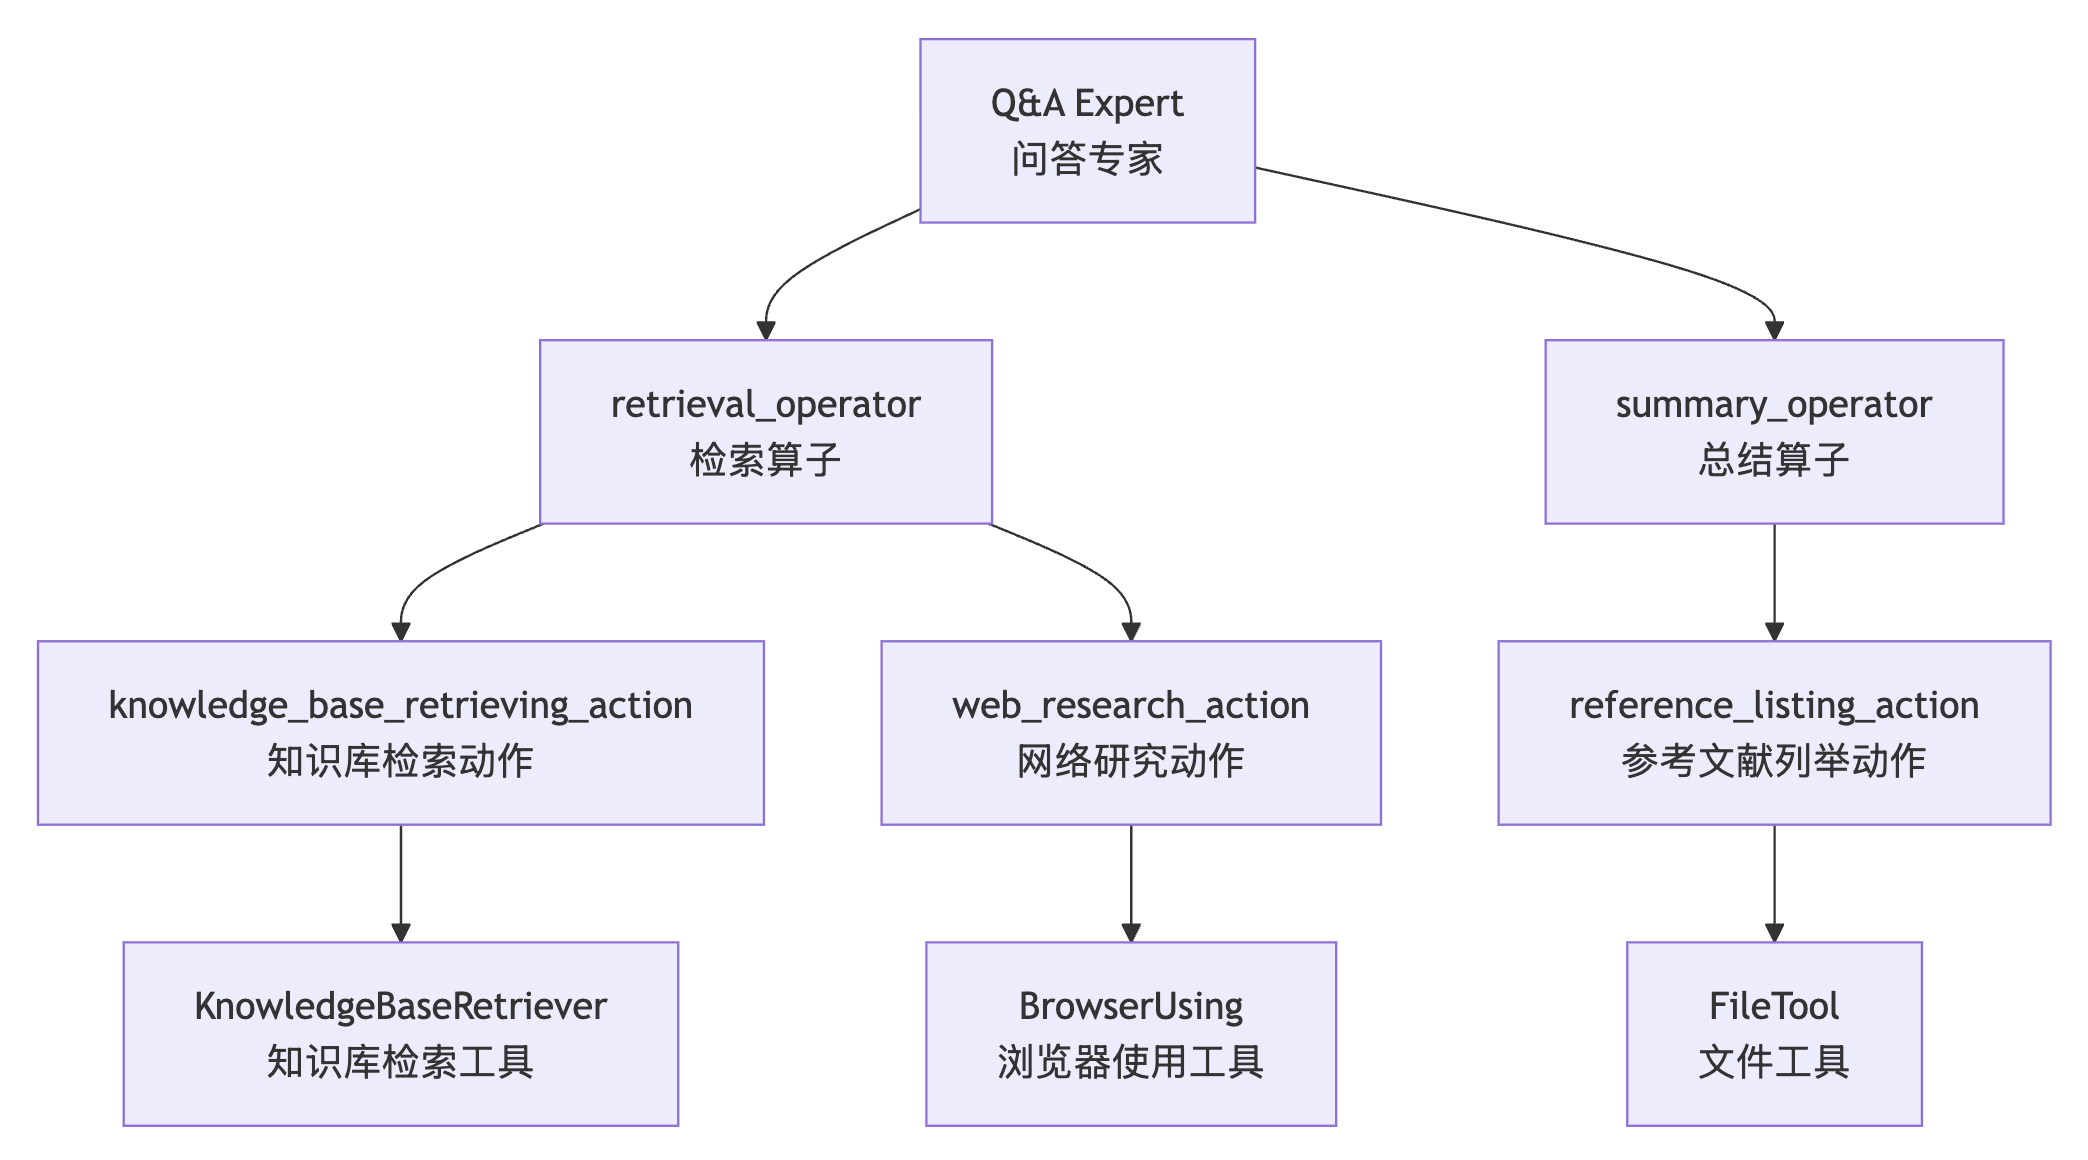 Q&A Expert
问答专家
retrieval_operator
检索算子
summary_operator
总结算子
knowledge_base_retrieving_action
知识库检索动作
web_research_action
网络研究动作
reference_listing_action
参考文献列举动作
KnowledgeBaseRetriever
知识库检索工具
BrowserUsing
浏览器使用工具
FileTool
文件工具